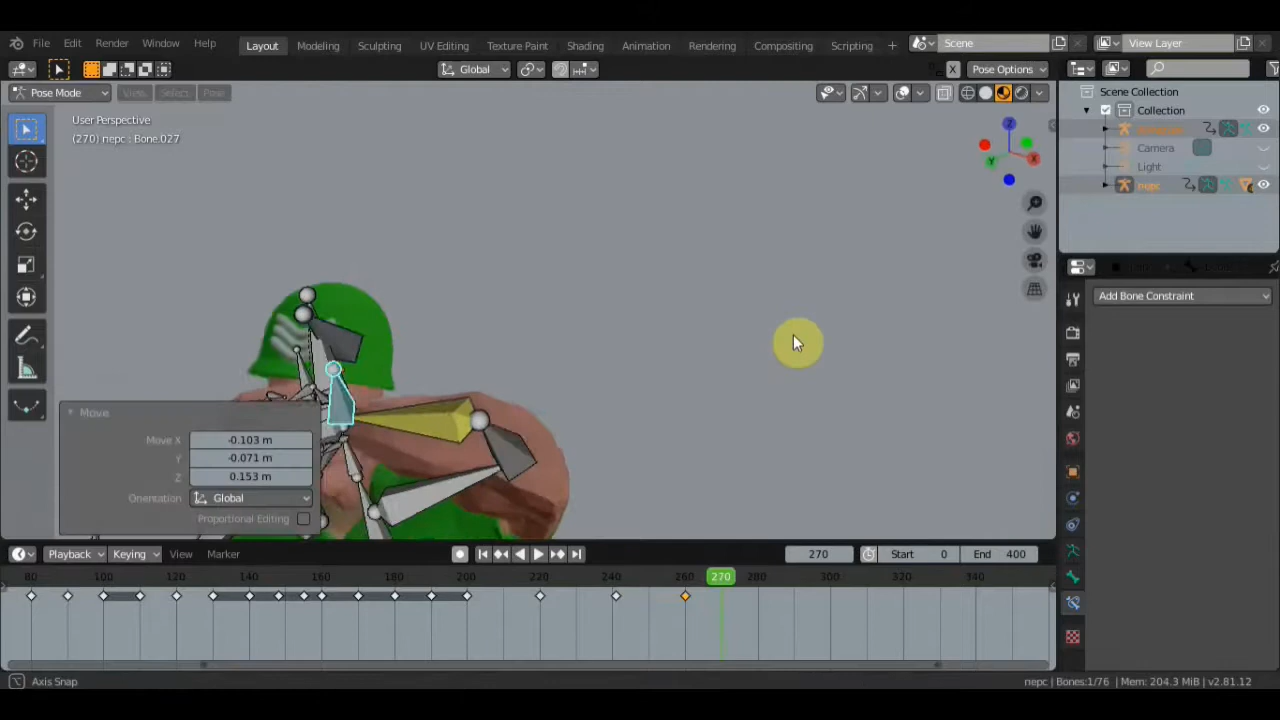 File Edit Render Window Help
Layout Modeling Sculpting UV Editing Texture Paint Shading Animation Rendering Compositing Scripting +
Scene
View Layer
Global
X
Pose Options
Pose Mode View Select Pose
User Perspective
(270) nepc : Bone.027
Z
X
Y
Scene Collection
Collection
Camera
Light
nepc
Add Bone Constraint
Move
Move X -0.103 m
Y -0.071 m
Z 0.153 m
Orientation Global
Proportional Editing
Playback Keying View Marker
270
Start 0
End 400
80 100 120 140 160 180 200 220 240 260 270 280 300 320 340
Axis Snap
nepc | Bones:1/76 | Mem: 204.3 MiB | v2.81.12